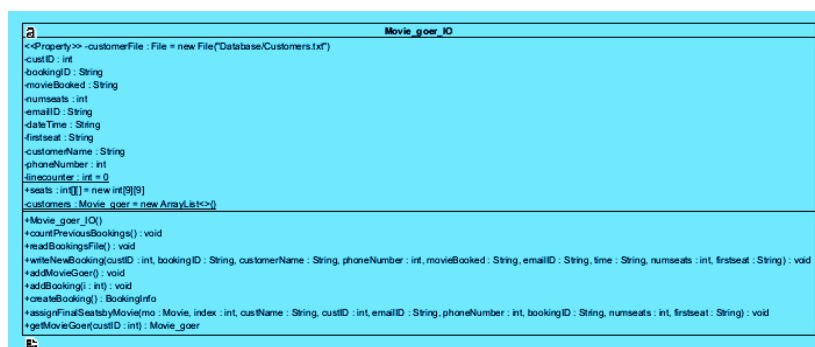 Movie_goer_IO
<<Property>> -customerFile : File = new File("Database/Customers.txt")
-custID : int
-bookingID : String
-movieBooked : String
-numseats : int
-emailID : String
-dateTime : String
-firstseat : String
-customerName : String
-phoneNumber : int
-linecounter : int = 0
+seats : int[][] = new int[9][9]
-customers : Movie_goer = new ArrayList<>()
+Movie_goer_IO()
+countPreviousBookings() : void
+readBookingsFile() : void
+writeNewBooking(custID : int, bookingID : String, customerName : String, phoneNumber : int, movieBooked : String, emailID : String, time : String, numseats : int, firstseat : String) : void
+addMovieGoer() : void
+addBooking(i : int) : void
+createBooking() : BookingInfo
+assignFinalSeatsbyMovie(mo : Movie, index : int, custName : String, custID : int, emailID : String, phoneNumber : int, bookingID : String, numseats : int, firstseat : String) : void
+getMovieGoer(custID : int) : Movie_goer